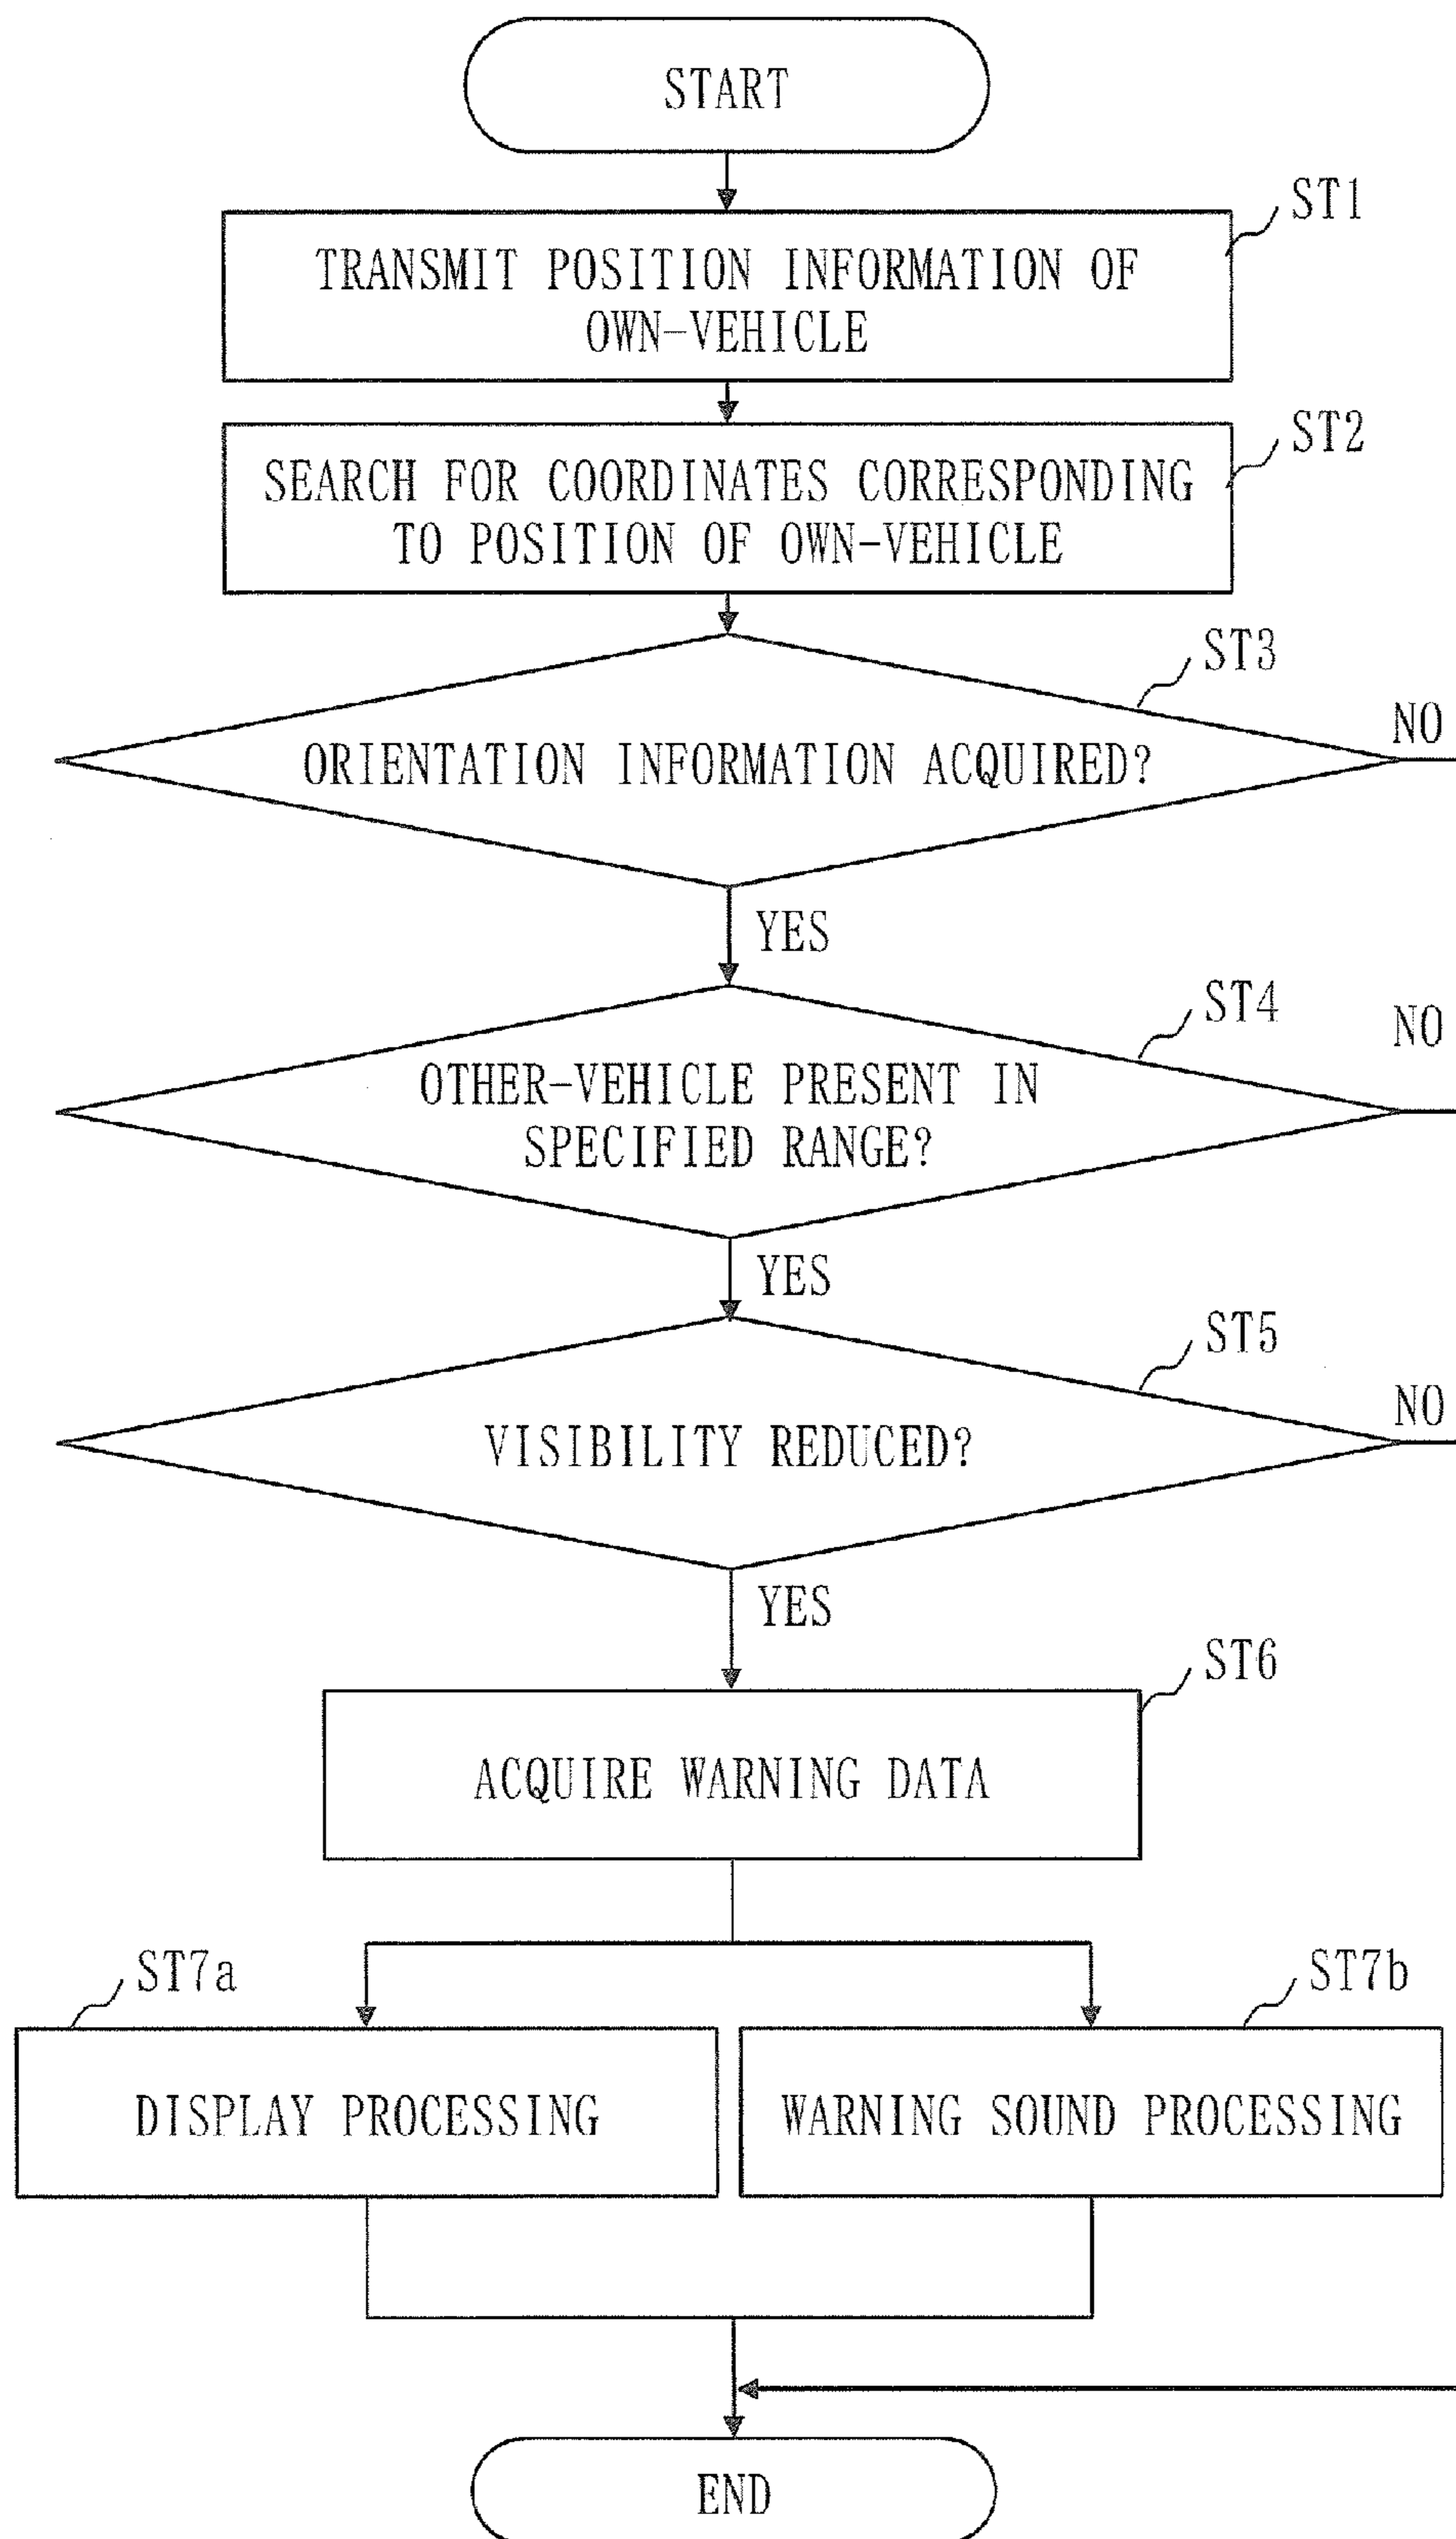 START
ST1
TRANSMIT POSITION INFORMATION OF
OWN-VEHICLE
ST2
SEARCH FOR COORDINATES CORRESPONDING
TO POSITION OF OWN-VEHICLE
ST3
NO
ORIENTATION INFORMATION ACQUIRED?
YES
ST4
NO
OTHER-VEHICLE PRESENT IN
SPECIFIED RANGE?
YES
ST5
NO
VISIBILITY REDUCED?
YES
ST6
ACQUIRE WARNING DATA
ST7a
ST7b
DISPLAY PROCESSING
WARNING SOUND PROCESSING
END